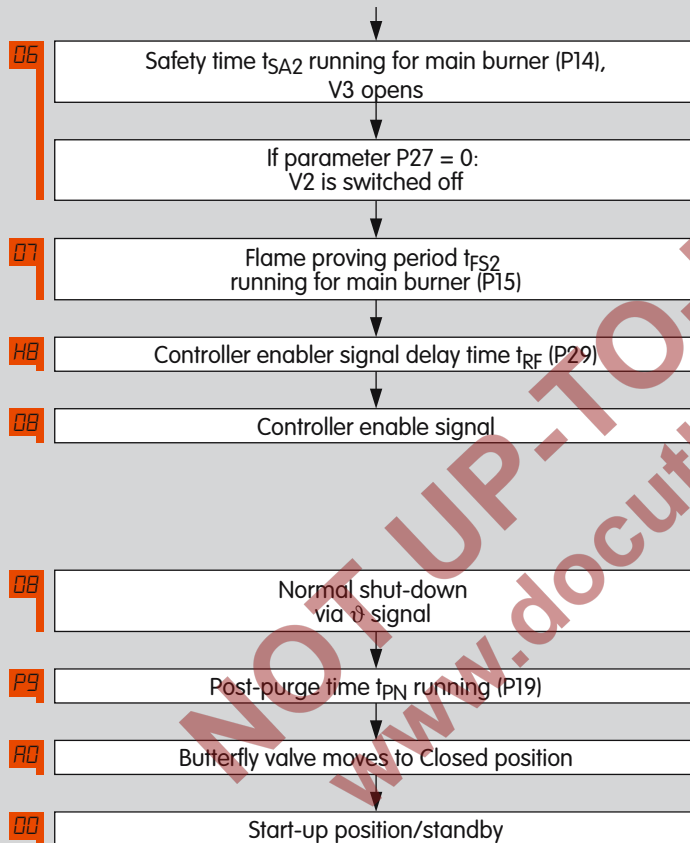 06
Safety time tSA2 running for main burner (P14),
V3 opens
If parameter P27 = 0:
V2 is switched off
07
Flame proving period tFS2
running for main burner (P15)
H8
Controller enabler signal delay time tRF (P29)
08
Controller enable signal
08
Normal shut-down
via ϑ signal
P9
Post-purge time tPN running (P19)
A0
Butterfly valve moves to Closed position
00
Start-up position/standby
NOT UP-TO-
www.docut